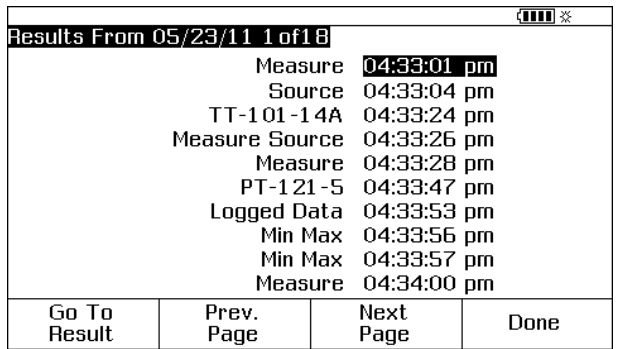 Results From 05/23/11 1of18
Measure 04:33:01 pm
Source 04:33:04 pm
TT-101-14A 04:33:24 pm
Measure Source 04:33:26 pm
Measure 04:33:28 pm
PT-121-5 04:33:47 pm
Logged Data 04:33:53 pm
Min Max 04:33:56 pm
Min Max 04:33:57 pm
Measure 04:34:00 pm
Go To Result
Prev. Page
Next Page
Done